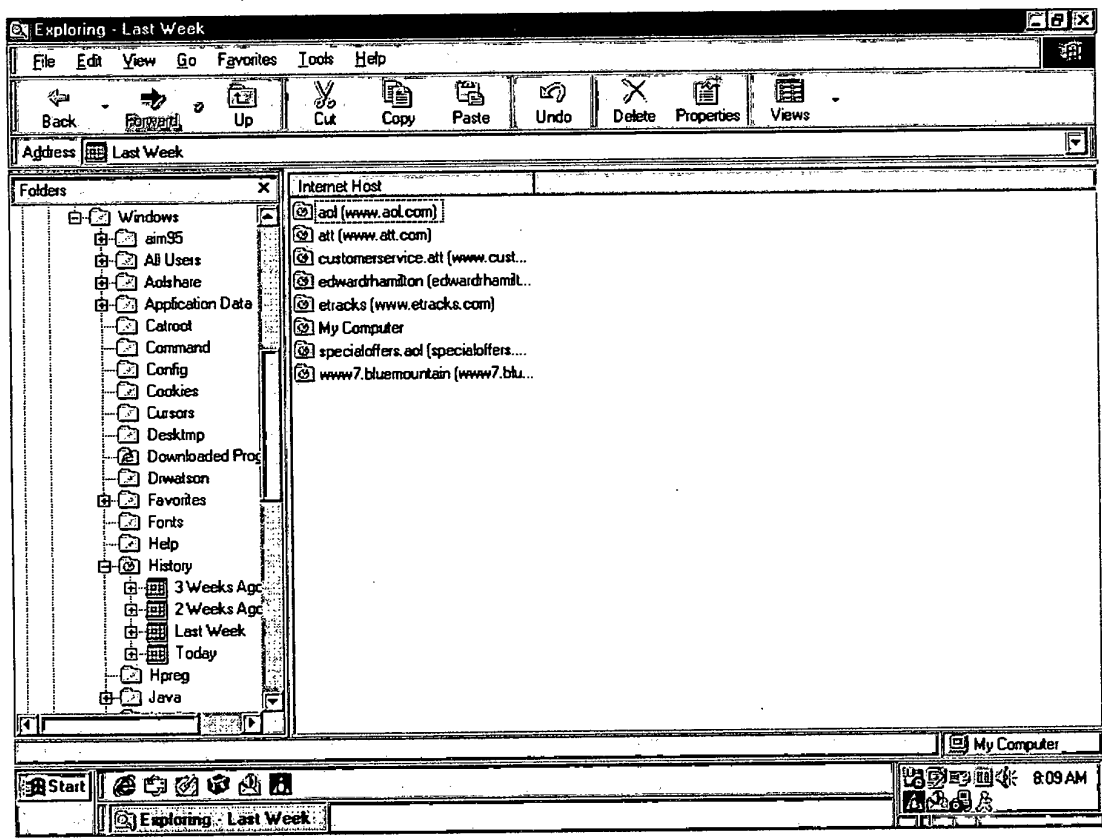 Exploring - Last Week
File Edit View Go Favorites Tools Help
Back Forward Up Cut Copy Paste Undo Delete Properties Views
Address Last Week
Folders
Windows
aim95
All Users
Aolshare
Application Data
Catroot
Command
Config
Cookies
Cursors
Desktmp
Downloaded Prog
Drwatson
Favorites
Fonts
Help
History
3 Weeks Ago
2 Weeks Ago
Last Week
Today
Hpreg
Java
Internet Host
aol (www.aol.com)
att (www.att.com)
customerservice.att (www.cust...
edwardrhamilton (edwardrhamilt...
etracks (www.etracks.com)
My Computer
specialoffers.aol (specialoffers....
www7.bluemountain (www7.blu...
My Computer
Start
8:09 AM
Exploring - Last Week